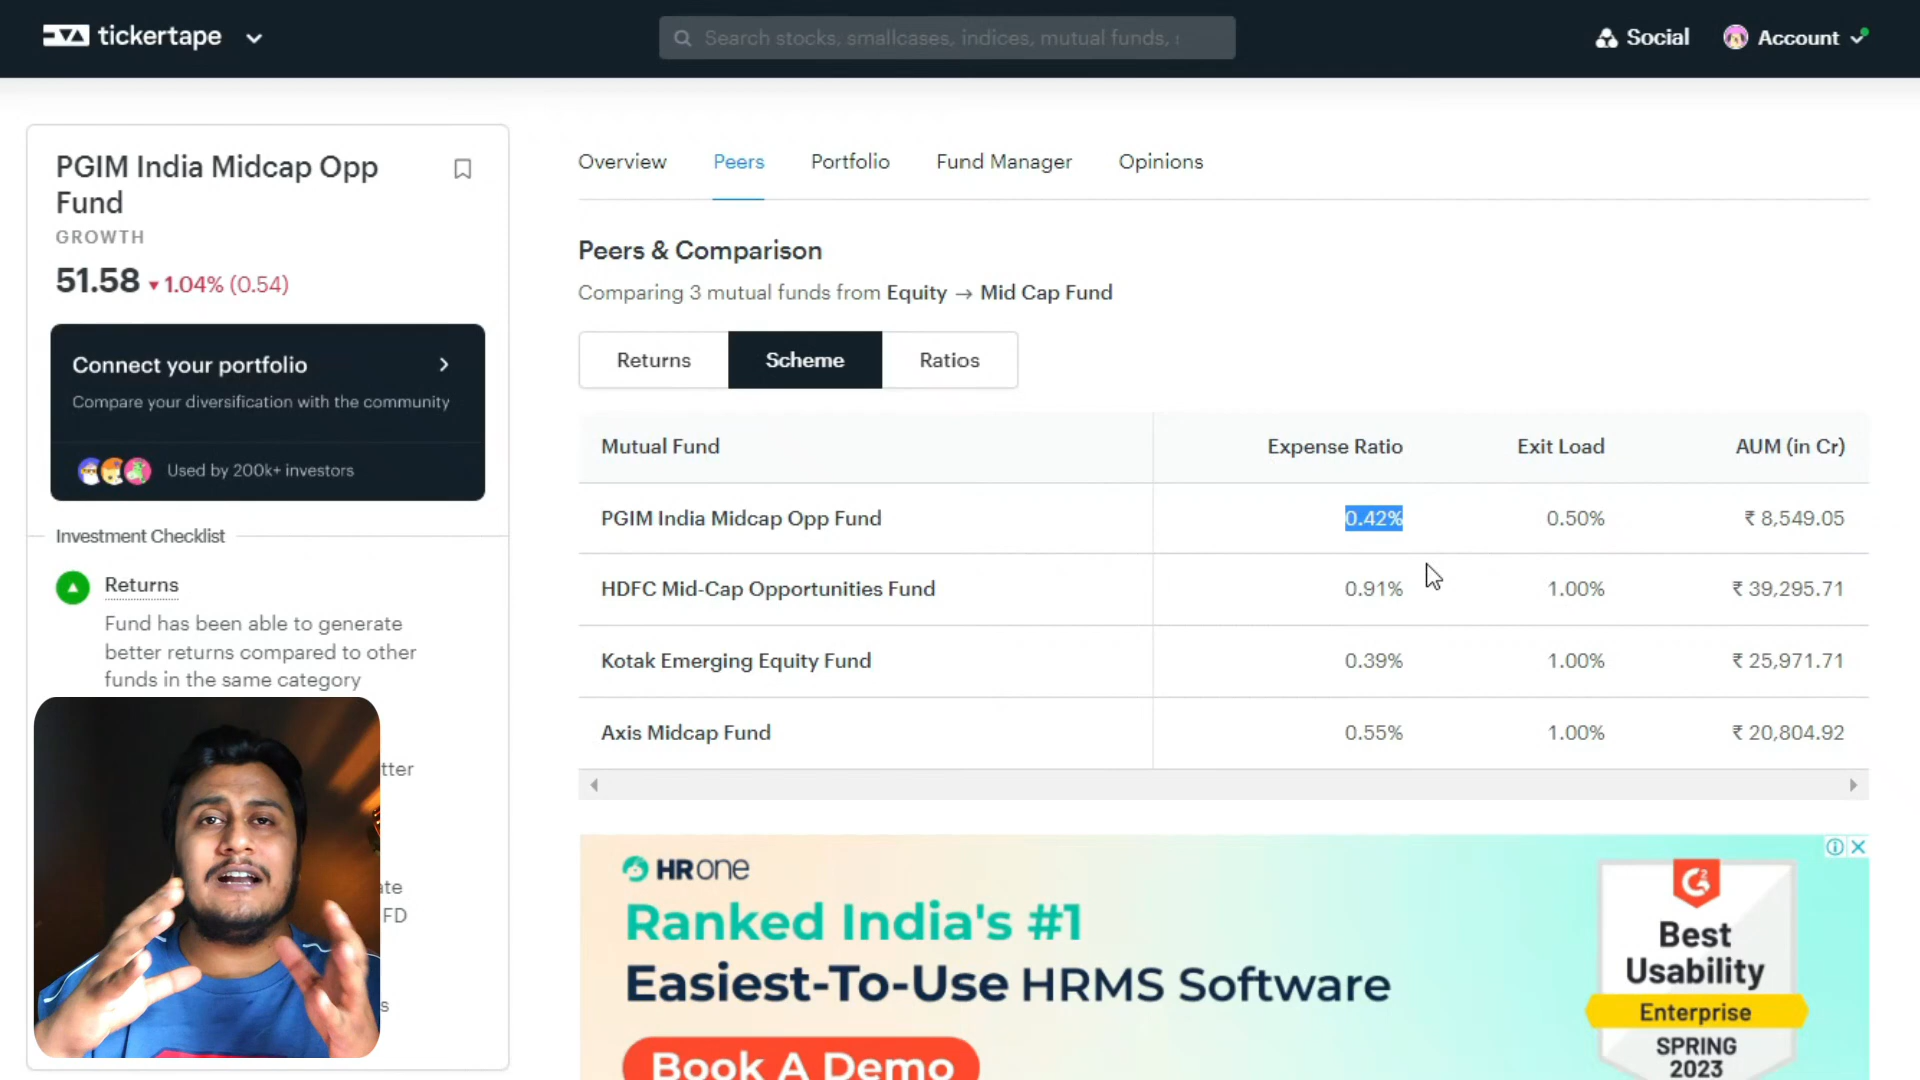 tickertape
Search stocks, smallcases, indices, mutual funds,
Social
Account
PGIM India Midcap Opp
Fund
GROWTH
51.58 ▾ 1.04% (0.54)
Connect your portfolio
Compare your diversification with the community
Used by 200k+ investors
Investment Checklist
Returns
Fund has been able to generate
better returns compared to other
funds in the same category
tter
ate
FD
s
Overview Peers Portfolio Fund Manager Opinions
Peers & Comparison
Comparing 3 mutual funds from Equity → Mid Cap Fund
Returns Scheme Ratios
Mutual Fund Expense Ratio Exit Load AUM (in Cr)
PGIM India Midcap Opp Fund 0.42% 0.50% ₹ 8,549.05
HDFC Mid-Cap Opportunities Fund 0.91% 1.00% ₹ 39,295.71
Kotak Emerging Equity Fund 0.39% 1.00% ₹ 25,971.71
Axis Midcap Fund 0.55% 1.00% ₹ 20,804.92
HRONE
Ranked India's #1
Easiest-To-Use HRMS Software
Book A Demo
Best
Usability
Enterprise
SPRING
2023